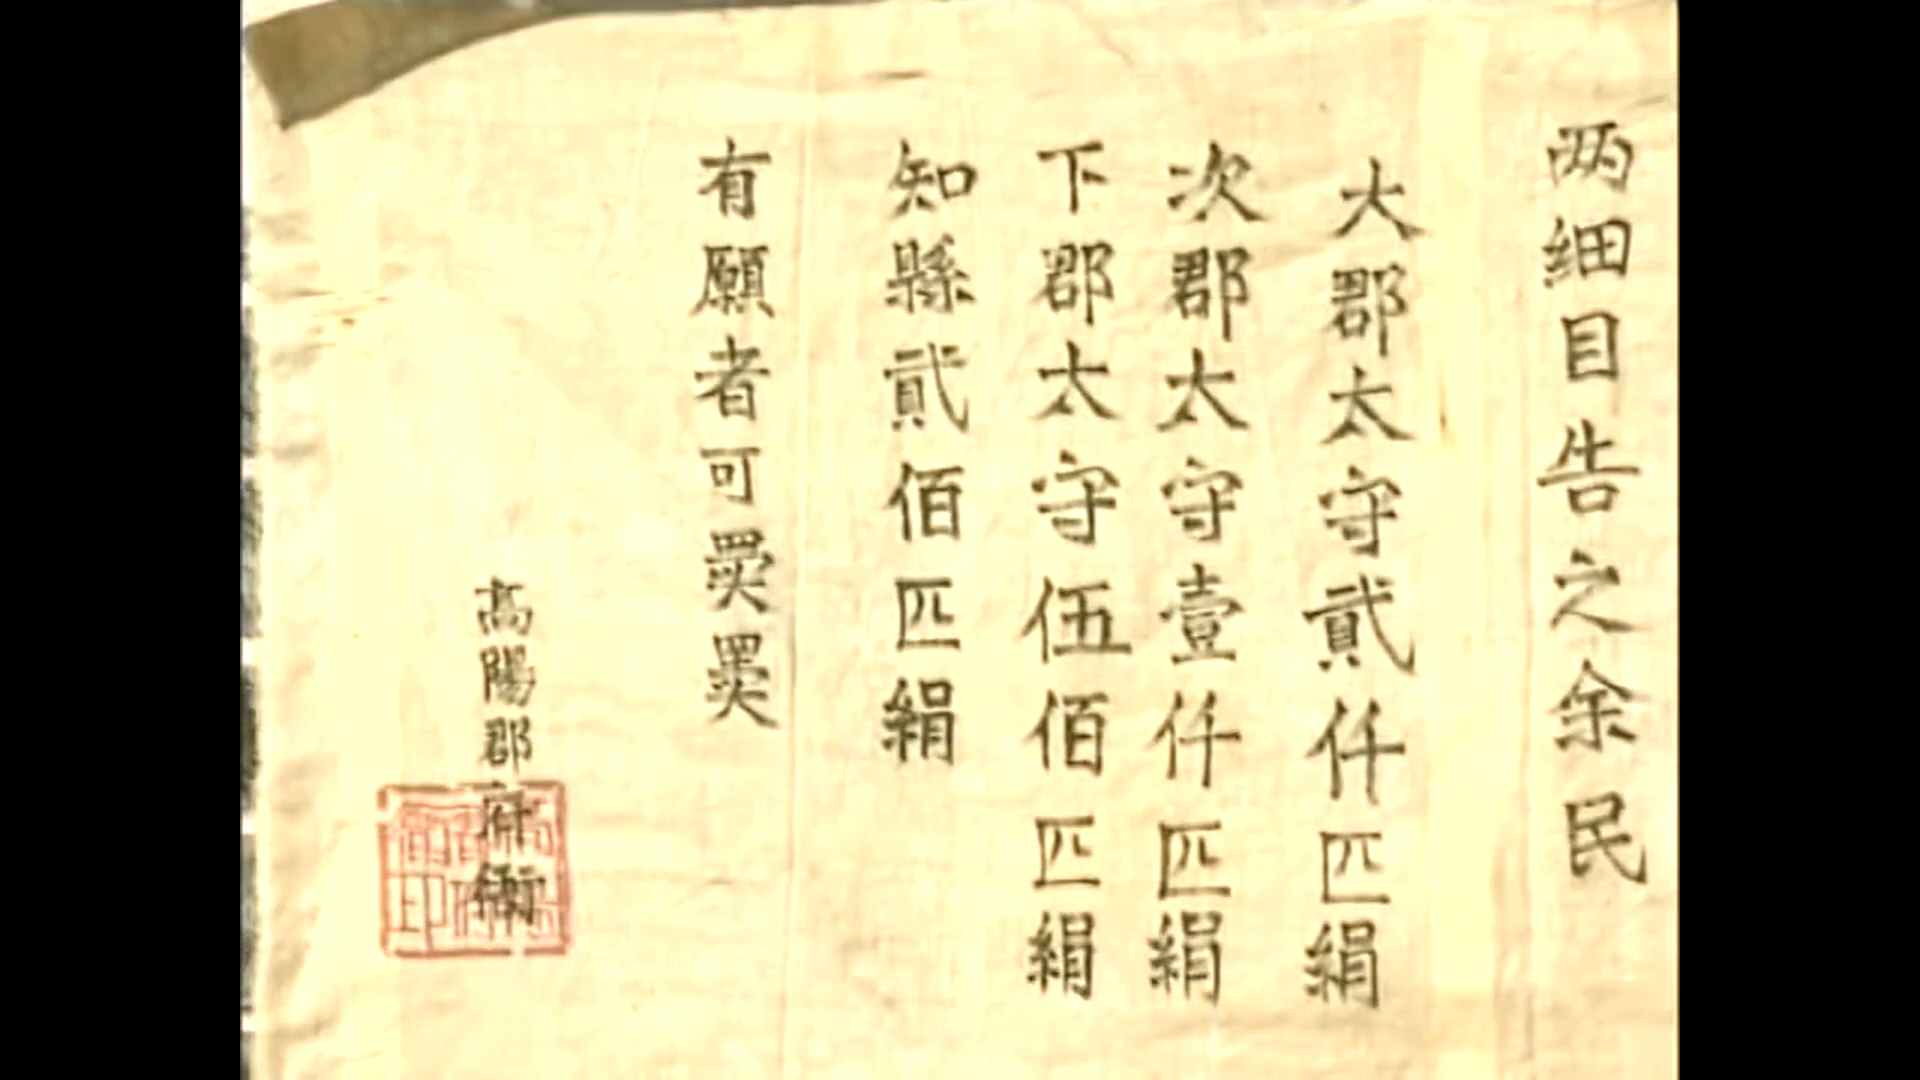 两細目告之余民
大郡太守貳仟匹絹
次郡太守壹仟匹絹
下郡太守伍佰匹絹
知縣貳佰匹絹
有願者可
高陽郡府衙